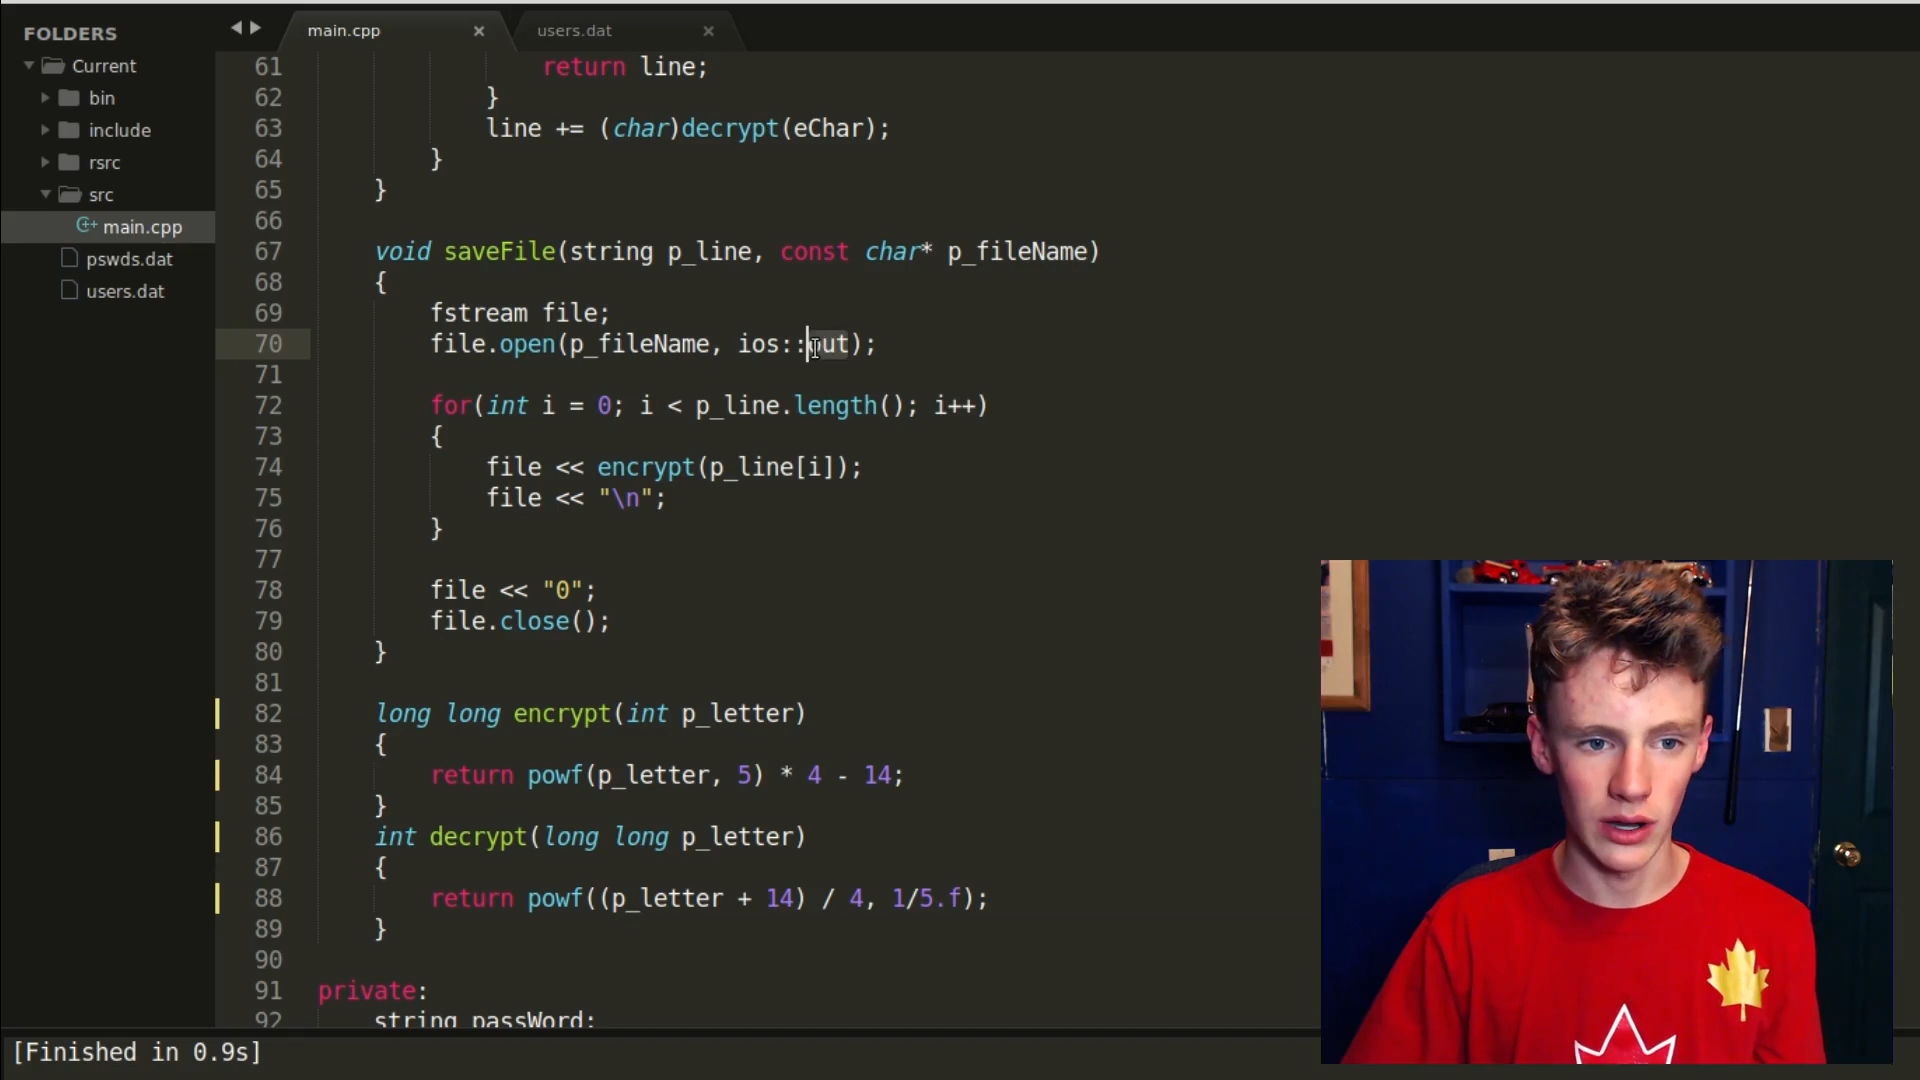 FOLDERS
Current
bin
include
rsrc
src
main.cpp
pswds.dat
users.dat
main.cpp ×
users.dat ×
61 return line;
62 }
63 line += (char)decrypt(eChar);
64 }
65 }
66
67 void saveFile(string p_line, const char* p_fileName)
68 {
69 fstream file;
70 file.open(p_fileName, ios::out);
71
72 for(int i = 0; i < p_line.length(); i++)
73 {
74 file << encrypt(p_line[i]);
75 file << "\n";
76 }
77
78 file << "0";
79 file.close();
80 }
81
82 long long encrypt(int p_letter)
83 {
84 return powf(p_letter, 5) * 4 - 14;
85 }
86 int decrypt(long long p_letter)
87 {
88 return powf((p_letter + 14) / 4, 1/5.f);
89 }
90
91 private:
92 string passWord;
[Finished in 0.9s]